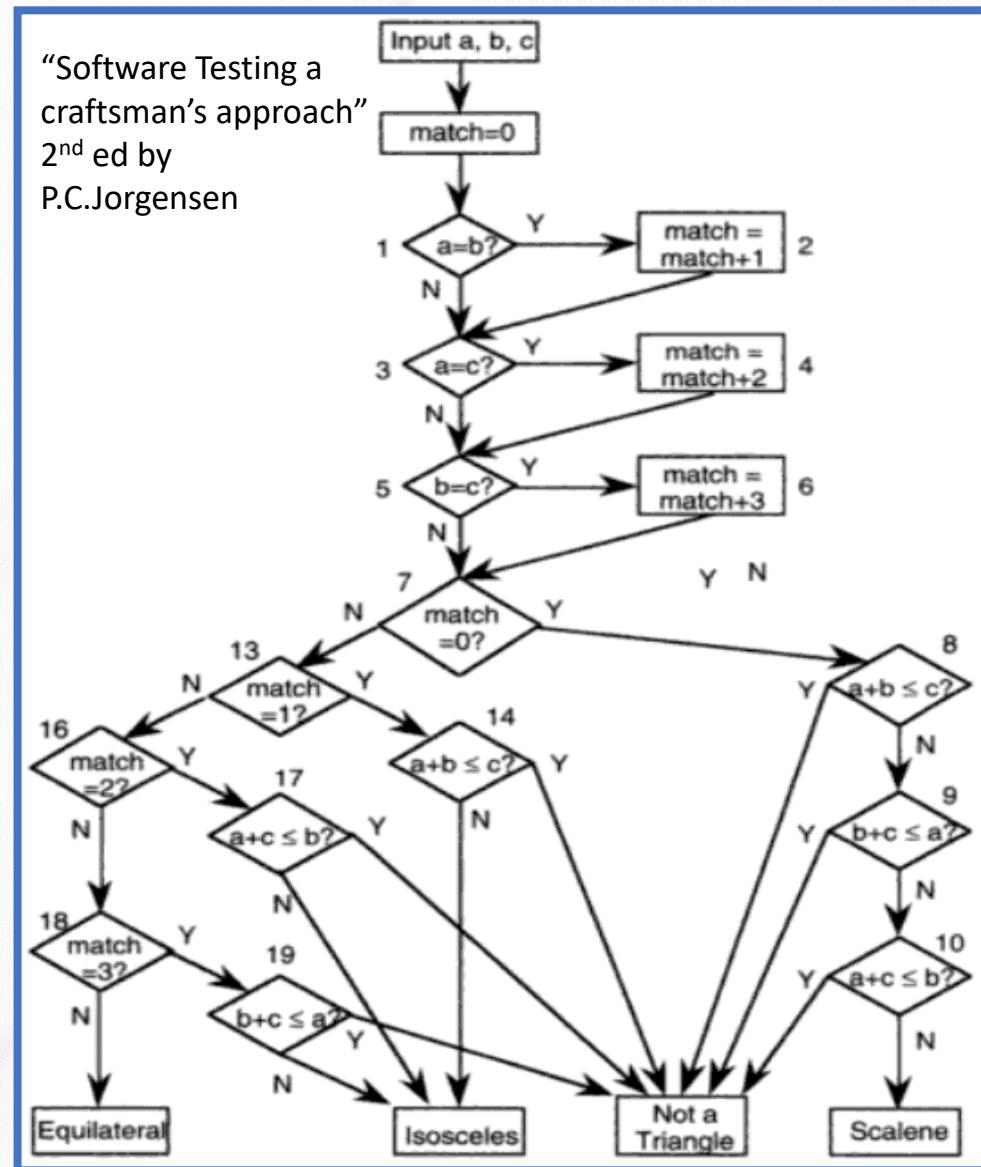 “Software Testing a
craftsman’s approach”
2nd ed by
P.C.Jorgensen
Input a, b, c
match=0
1
a=b?
Y
match =
match+1
2
N
3
a=c?
Y
match =
match+2
4
N
5
b=c?
Y
match =
match+3
6
N
Y N
7
match
=0?
N
Y
13
match
=1?
N
Y
8
a+b ≤ c?
Y
N
16
match
=2?
Y
N
14
a+b ≤ c?
Y
N
17
a+c ≤ b?
Y
N
9
b+c ≤ a?
Y
N
18
match
=3?
Y
N
19
b+c ≤ a?
Y
N
10
a+c ≤ b?
Y
N
Equilateral
Isosceles
Not a
Triangle
Scalene